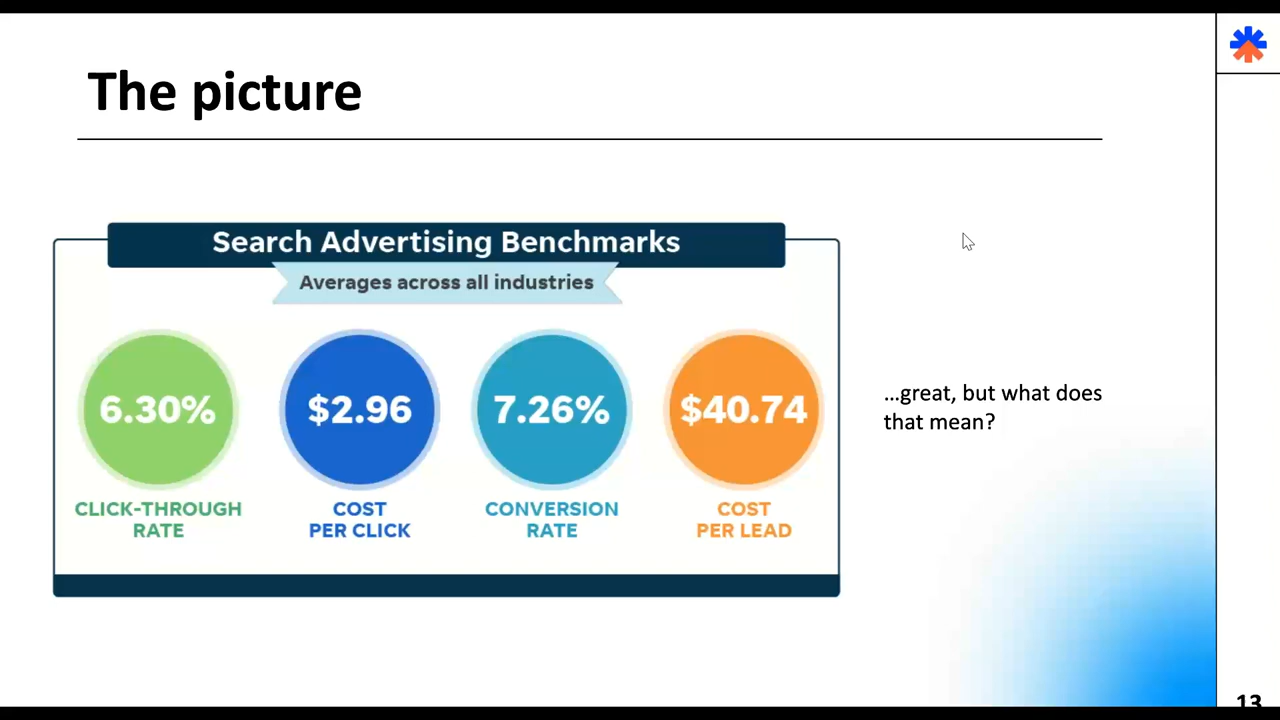 The picture
Search Advertising Benchmarks
Averages across all industries
6.30%
$2.96
7.26%
$40.74
CLICK-THROUGH
RATE
COST
PER CLICK
CONVERSION
RATE
COST
PER LEAD
...great, but what does
that mean?
13